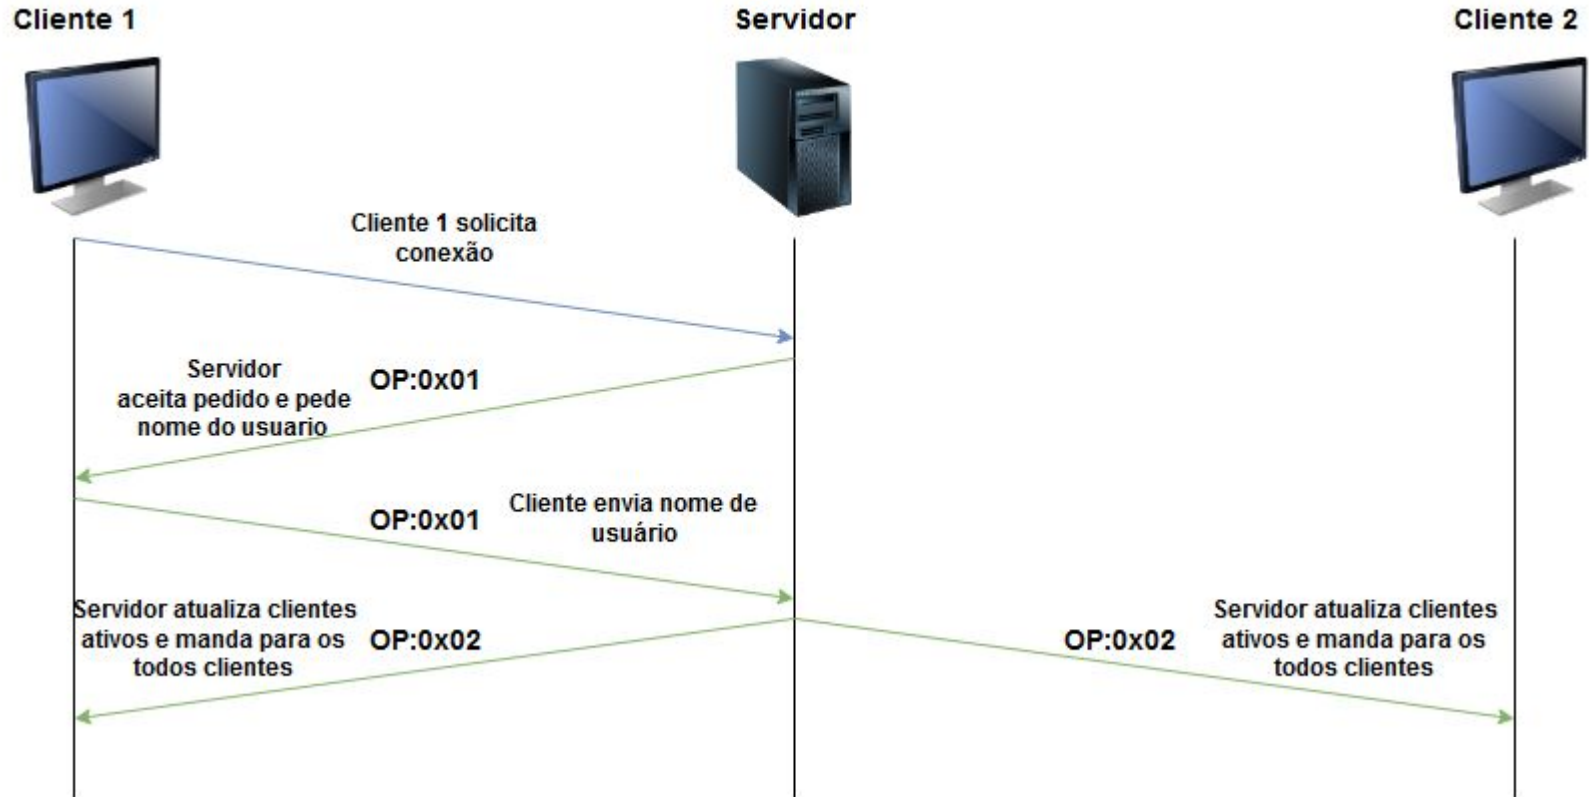 Cliente 1
Servidor
Cliente 2
Cliente 1 solicita
conexão
Servidor
aceita pedido e pede
nome do usuario
OP:0x01
OP:0x01
Cliente envia nome de
usuário
Servidor atualiza clientes
ativos e manda para os
todos clientes
OP:0x02
OP:0x02
Servidor atualiza clientes
ativos e manda para os
todos clientes